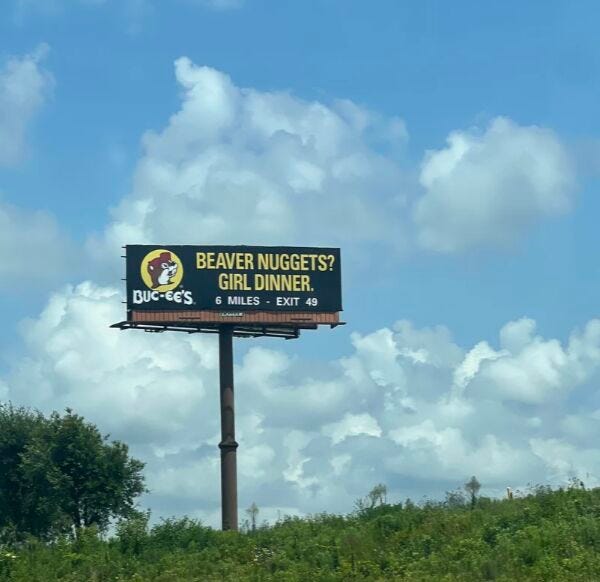 BEAVER NUGGETS?
GIRL DINNER.
BUC-EE'S
6 MILES - EXIT 49